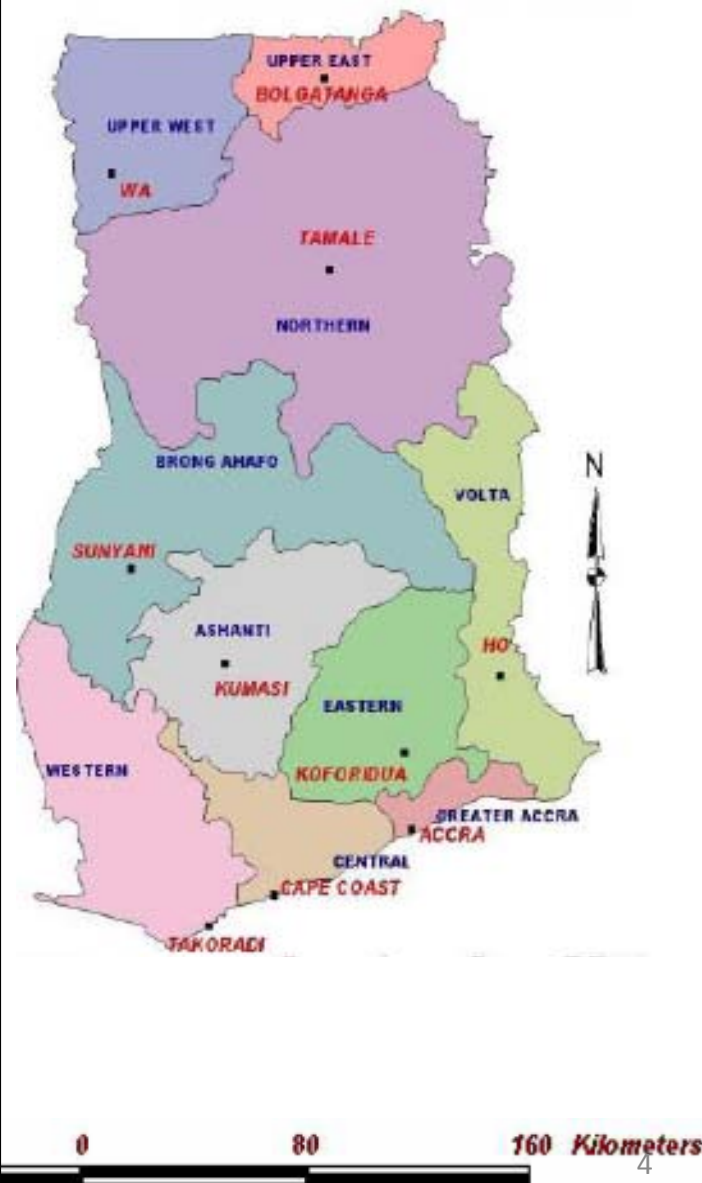 UPPER EAST
BOLGATANGA
UPPER WEST
WA
TAMALE
NORTHERN
BRONG AHAFO
N
VOLTA
SUNYANI
ASHANTI
HO
KUMASI
EASTERN
WESTERN
KOFORIDUA
GREATER ACCRA
ACCRA
CENTRAL
CAPE COAST
TAKORADI
0 80 160 Kilometers
4